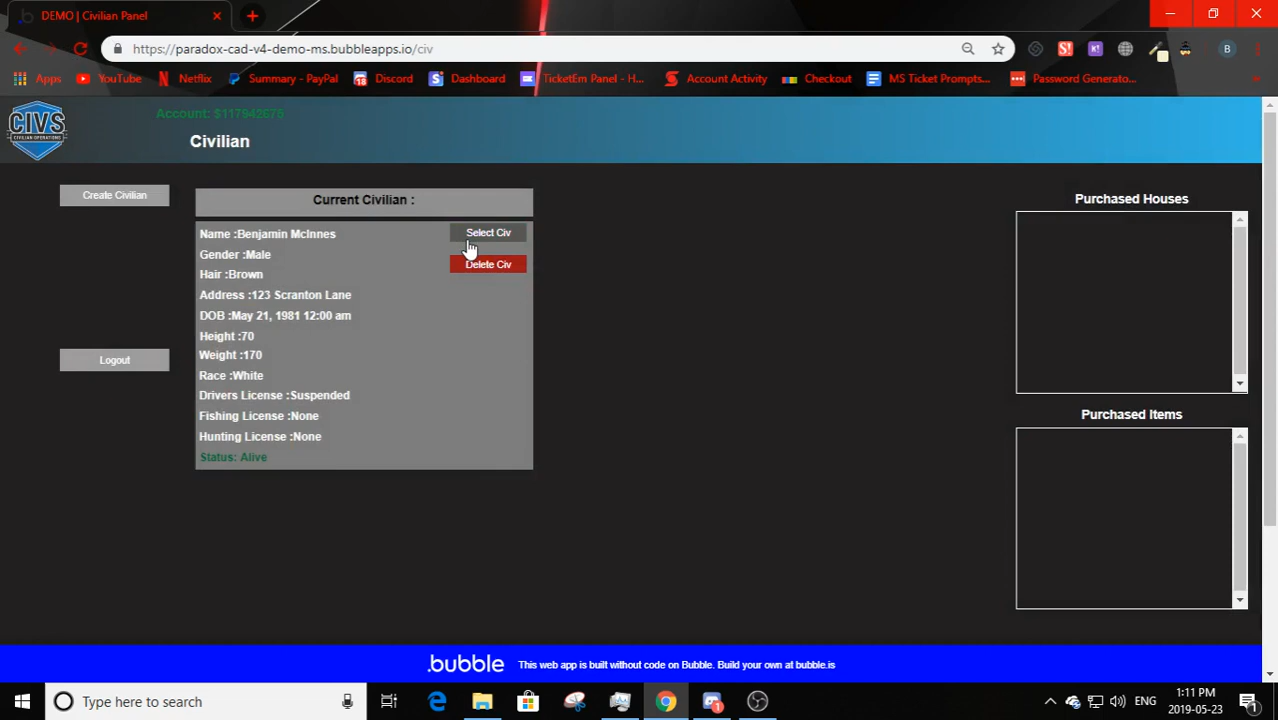 DEMO | Civilian Panel
https://paradox-cad-v4-demo-ms.bubbleapps.io/civ
B
Apps
YouTube
Netflix
Summary - PayPal
Discord
Dashboard
TicketEm Panel - H...
Account Activity
Checkout
MS Ticket Prompts...
Password Generato...
CIVS
CIVILIAN OPERATIONS
Account: $117942675
Civilian
Create Civilian
Logout
Current Civilian :
Name :Benjamin McInnes
Select Civ
Gender :Male
Delete Civ
Hair :Brown
Address :123 Scranton Lane
DOB :May 21, 1981 12:00 am
Height :70
Weight :170
Race :White
Drivers License :Suspended
Fishing License :None
Hunting License :None
Status: Alive
Purchased Houses
Purchased Items
.bubble
This web app is built without code on Bubble. Build your own at bubble.is
Type here to search
ENG
1:11 PM
2019-05-23